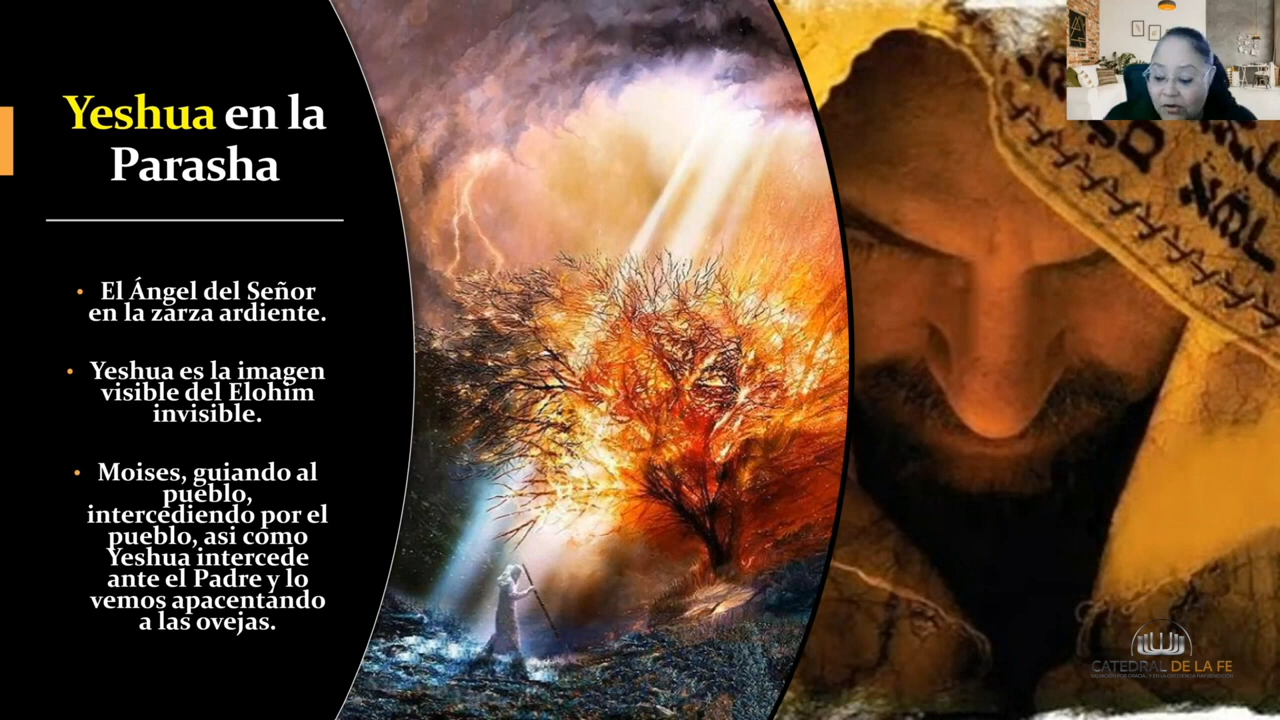 Yeshua en la
Parasha
• El Ángel del Señor
en la zarza ardiente.
• Yeshua es la imagen
visible del Elohim
invisible.
• Moises, guiando al
pueblo,
intercediendo por el
pueblo, asi como
Yeshua intercede
ante el Padre y lo
vemos apacentando
a las ovejas.
CATEDRAL DE LA FE